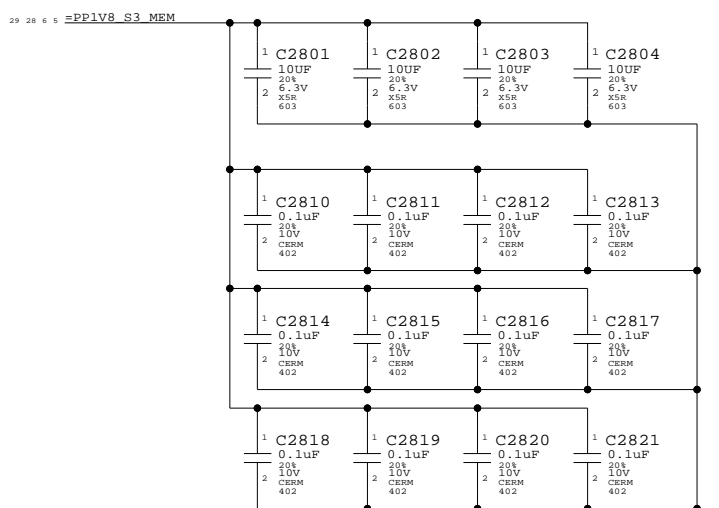 29 28 6 5 =PP1V8_S3_MEM
1 C2801 1 C2802 1 C2803 1 C2804
10UF 10UF 10UF 10UF
20% 20% 20% 20%
6.3V 6.3V 6.3V 6.3V
2 X5R 2 X5R 2 X5R 2 X5R
603 603 603 603
1 C2810 1 C2811 1 C2812 1 C2813
0.1uF 0.1uF 0.1uF 0.1uF
20% 20% 20% 20%
10V 10V 10V 10V
2 CERM 2 CERM 2 CERM 2 CERM
402 402 402 402
1 C2814 1 C2815 1 C2816 1 C2817
0.1uF 0.1uF 0.1uF 0.1uF
20% 20% 20% 20%
10V 10V 10V 10V
2 CERM 2 CERM 2 CERM 2 CERM
402 402 402 402
1 C2818 1 C2819 1 C2820 1 C2821
0.1uF 0.1uF 0.1uF 0.1uF
20% 20% 20% 20%
10V 10V 10V 10V
2 CERM 2 CERM 2 CERM 2 CERM
402 402 402 402